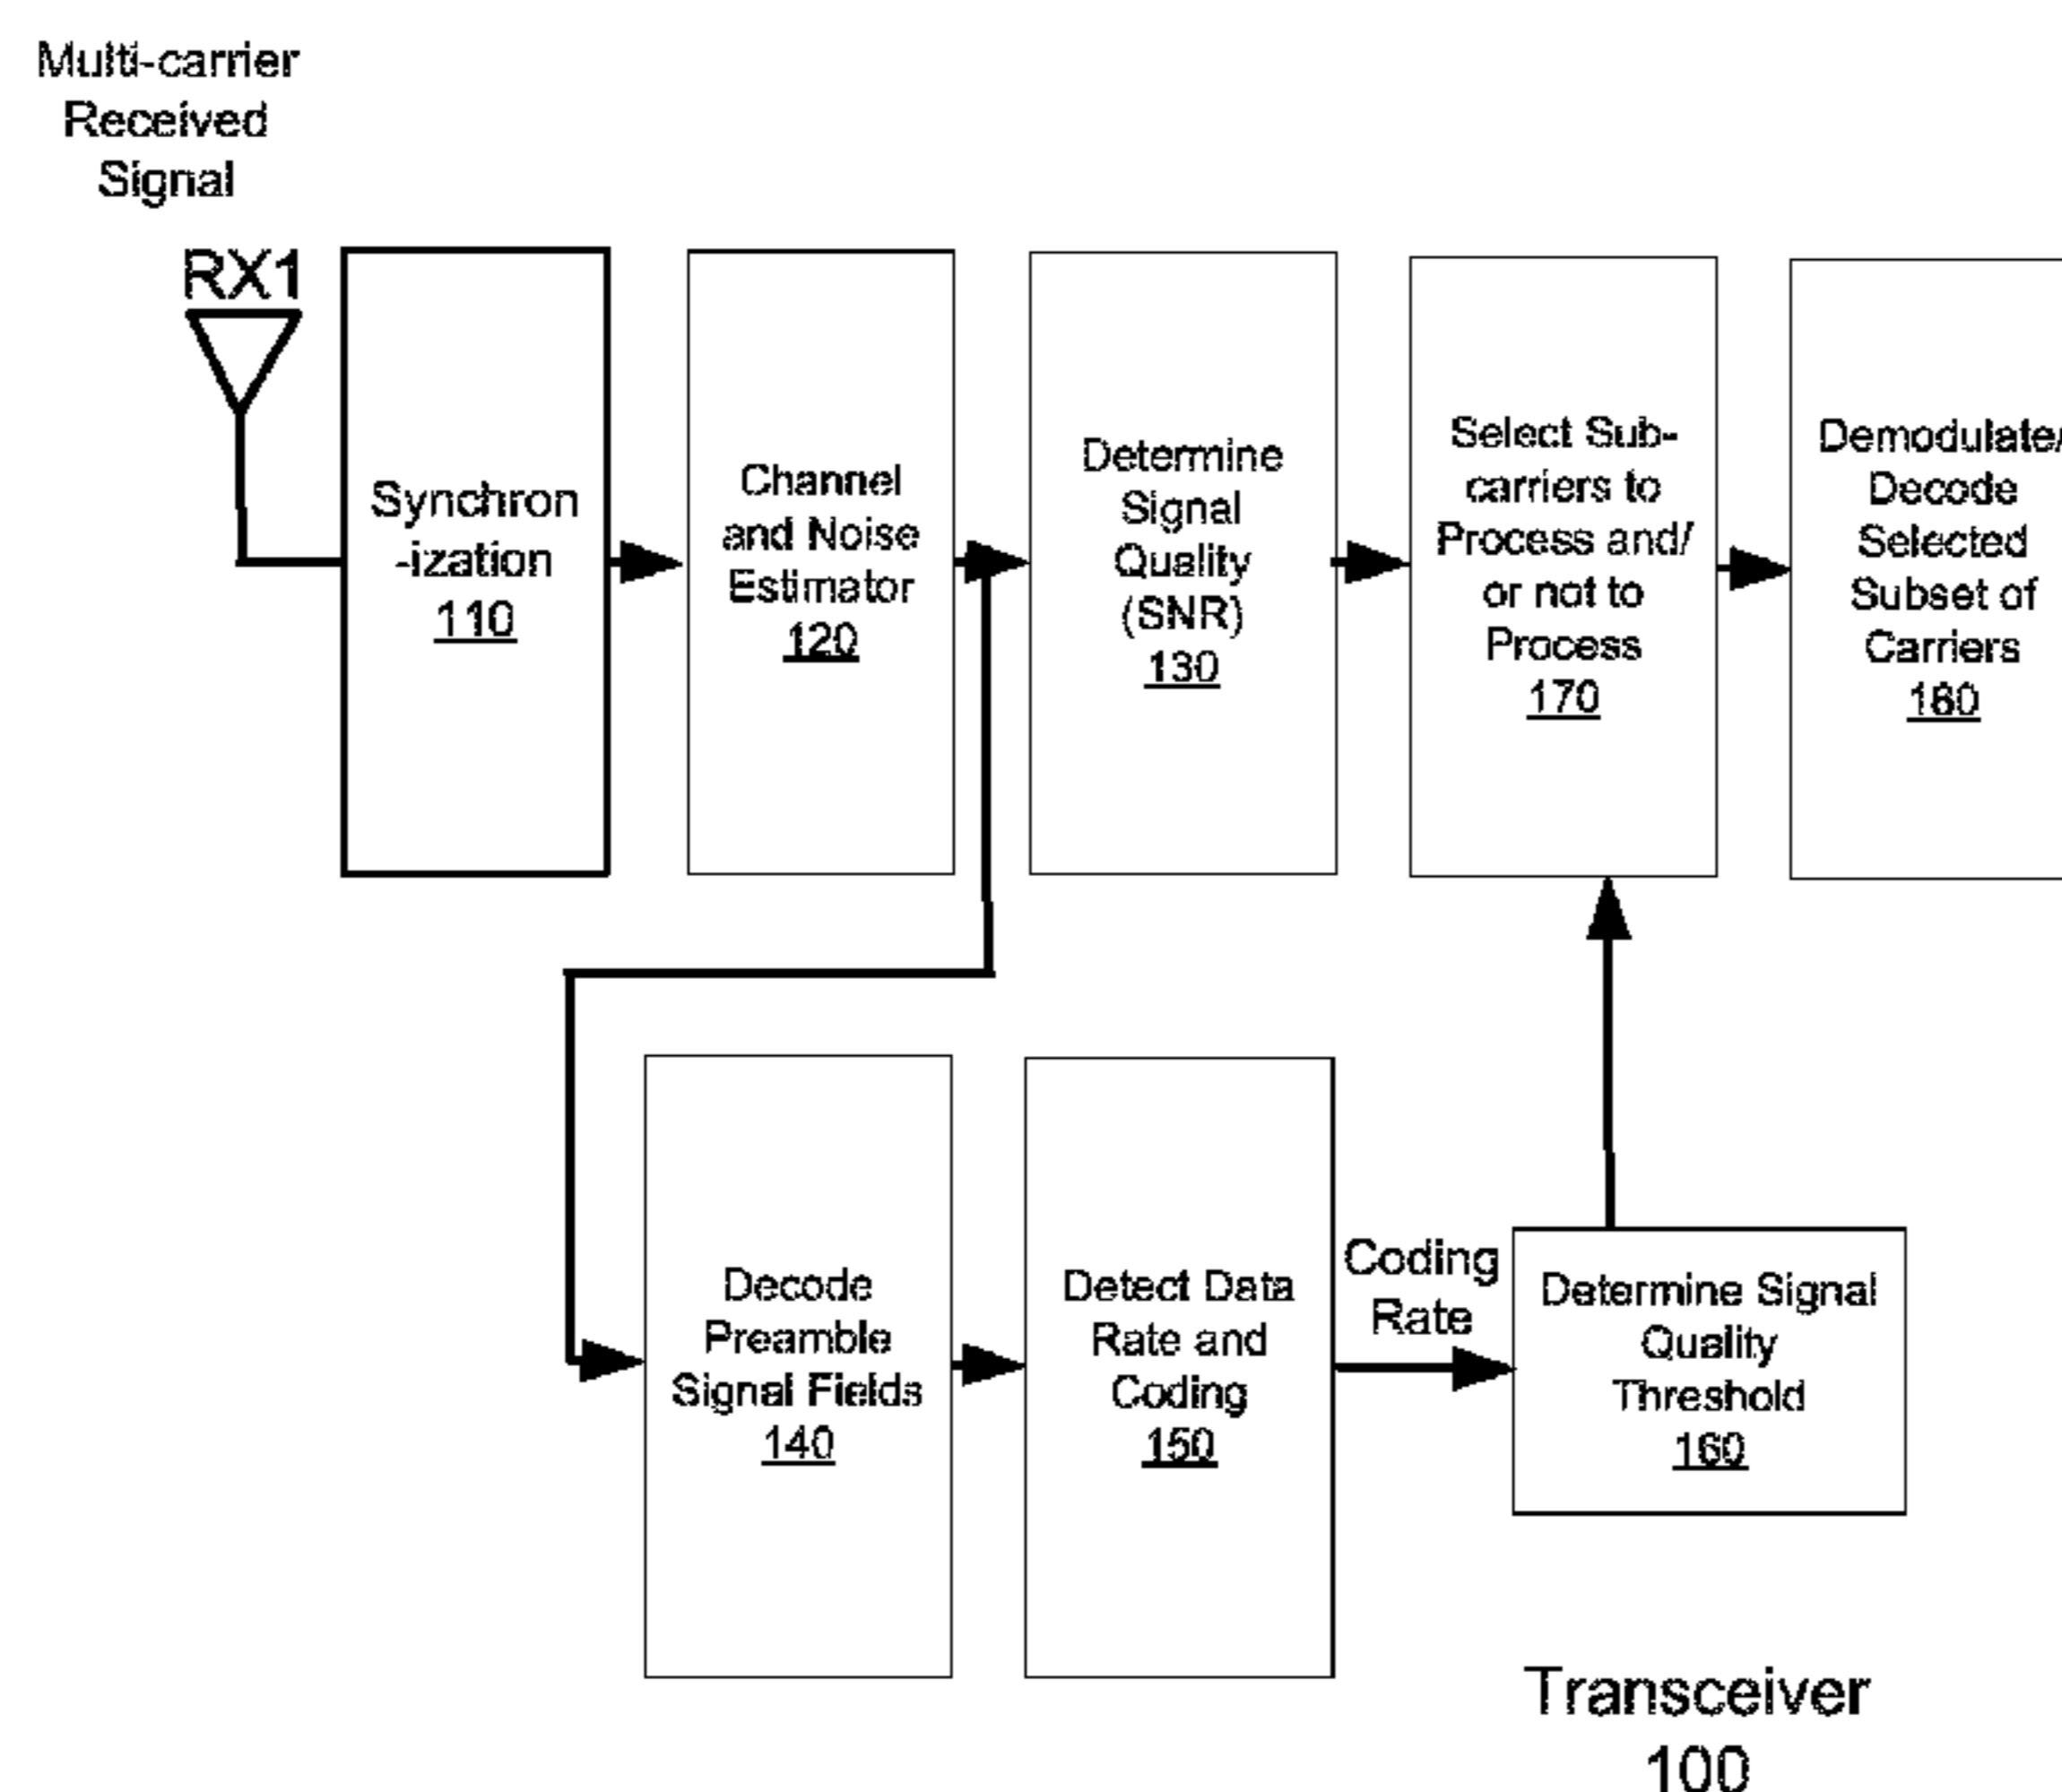 Multi-carrier
Received
Signal
RX1
Synchron
-ization
110
Channel
and Noise
Estimator
120
Determine
Signal
Quality
(SNR)
130
Select Sub-
carriers to
Process and/
or not to
Process
170
Demodulate/
Decode
Selected
Subset of
Carriers
180
Decode
Preamble
Signal Fields
140
Detect Data
Rate and
Coding
150
Coding
Rate
Determine Signal
Quality
Threshold
160
Transceiver
100